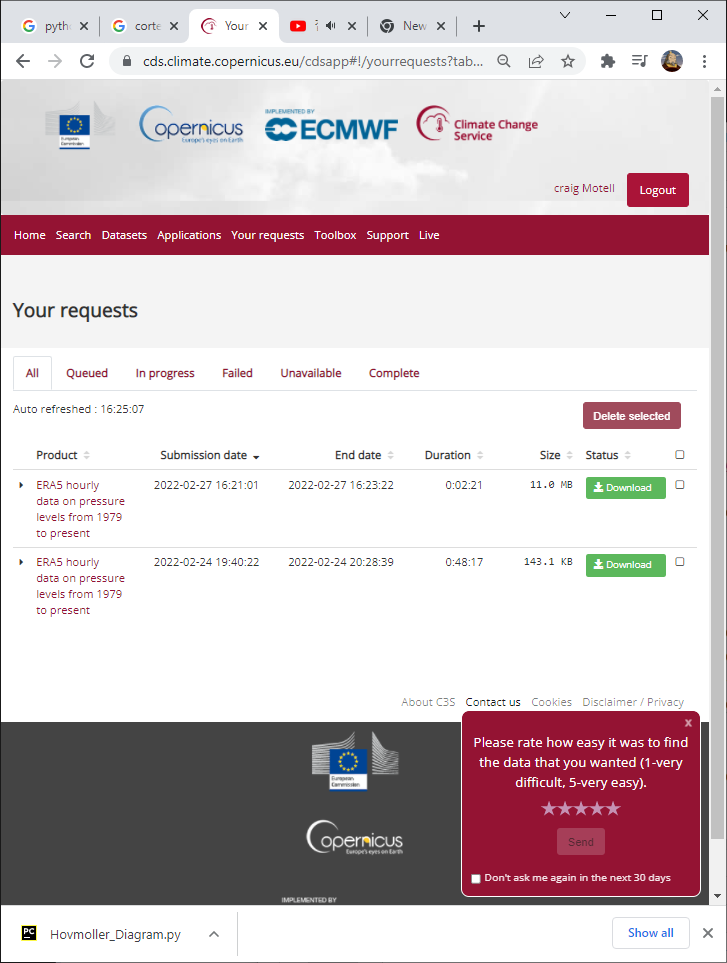 pyth
corte
Your
New
cds.climate.copernicus.eu/cdsapp#!/yourrequests?tab...
European
Commission
opernicus
Europe's eyes on Earth
IMPLEMENTED BY
ECMWF
Climate Change
Service
craig Motell
Logout
Home Search Datasets Applications Your requests Toolbox Support Live
Your requests
All Queued In progress Failed Unavailable Complete
Auto refreshed : 16:25:07
Delete selected
Product Submission date End date Duration Size Status
ERA5 hourly 2022-02-27 16:21:01 2022-02-27 16:23:22 0:02:21 11.0 MB Download
data on pressure
levels from 1979
to present
ERA5 hourly 2022-02-24 19:40:22 2022-02-24 20:28:39 0:48:17 143.1 KB Download
data on pressure
levels from 1979
to present
About C3S Contact us Cookies Disclaimer / Privacy
x
Please rate how easy it was to find
the data that you wanted (1-very
difficult, 5-very easy).
Send
Don't ask me again in the next 30 days
European
Commission
opernicus
Europe's eyes on Earth
IMPLEMENTED BY
PC
Hovmoller_Diagram.py
Show all